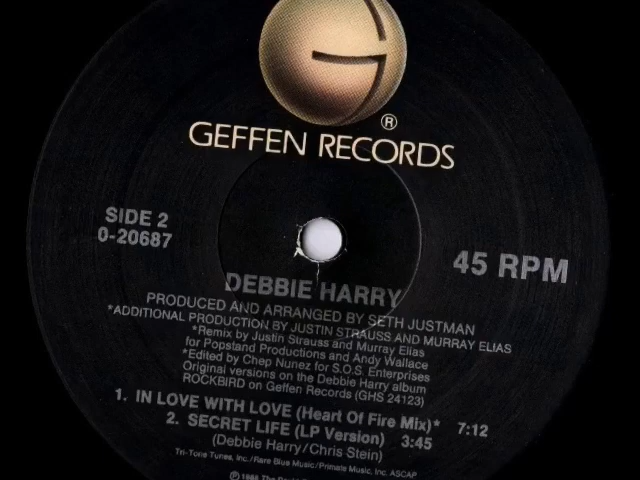 G
®
GEFFEN RECORDS
SIDE 2
0-20687
45 RPM
DEBBIE HARRY
PRODUCED AND ARRANGED BY SETH JUSTMAN
*ADDITIONAL PRODUCTION BY JUSTIN STRAUSS AND MURRAY ELIAS
*Remix by Justin Strauss and Murray Elias
for Popstand Productions and Andy Wallace
*Edited by Chep Nunez for S.O.S. Enterprises
Original versions on the Debbie Harry album
ROCKBIRD on Geffen Records (GHS 24123)
1. IN LOVE WITH LOVE (Heart Of Fire Mix)* 7:12
2. SECRET LIFE (LP Version) 3:45
(Debbie Harry/Chris Stein)
Tri-Tone Tunes, Inc./Rare Blue Music/Primate Music, Inc. ASCAP
℗ The